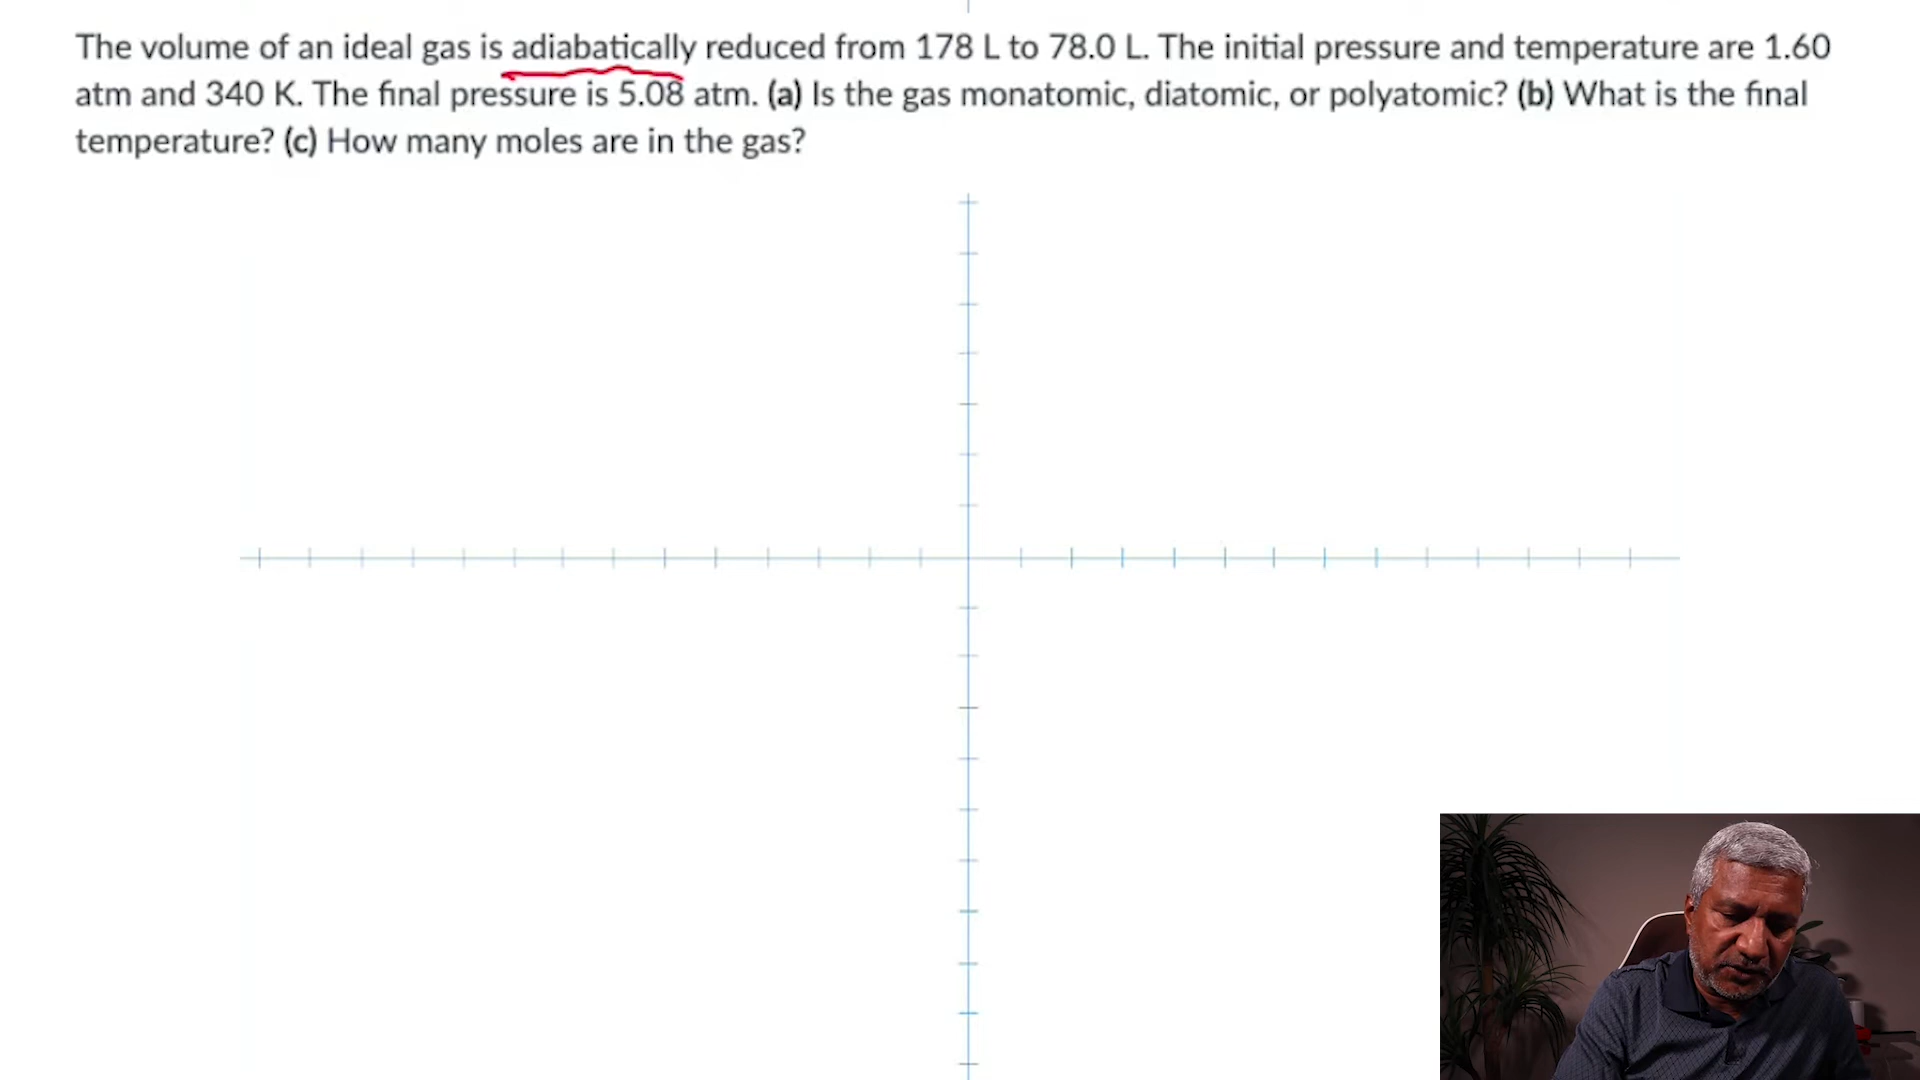 The volume of an ideal gas is adiabatically reduced from 178 L to 78.0 L. The initial pressure and temperature are 1.60
atm and 340 K. The final pressure is 5.08 atm. (a) Is the gas monatomic, diatomic, or polyatomic? (b) What is the final
temperature? (c) How many moles are in the gas?